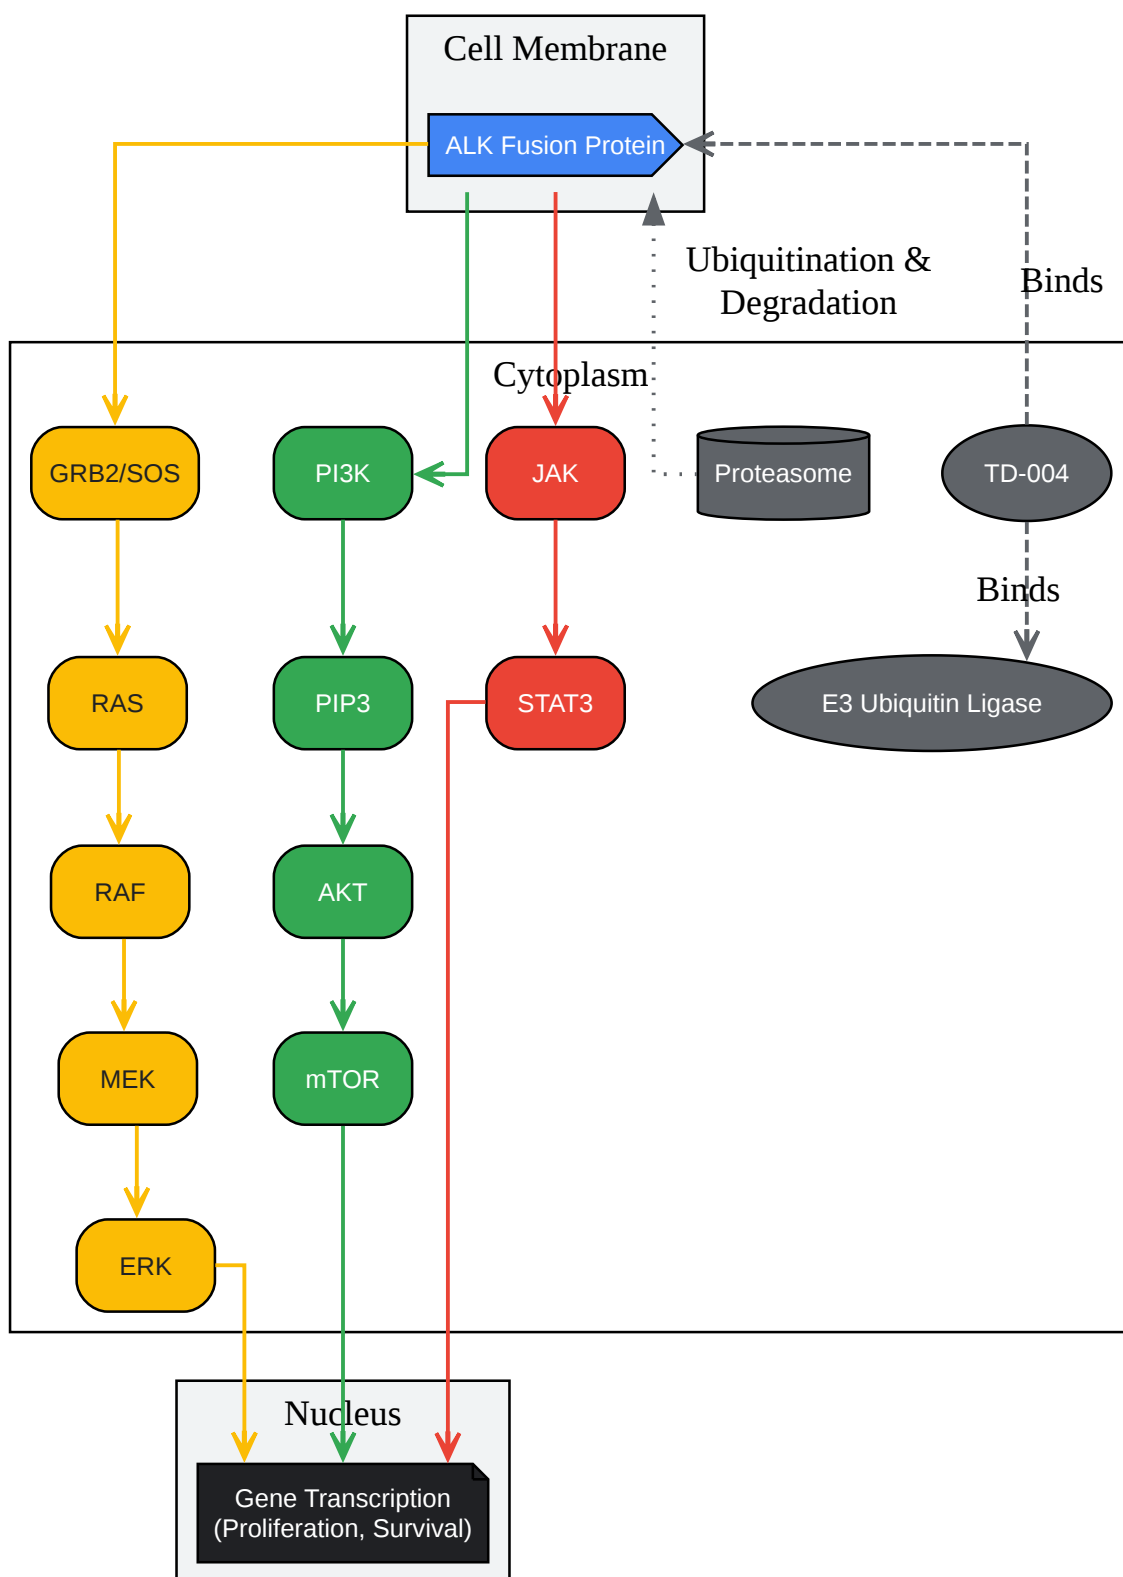 Cell Membrane
ALK Fusion Protein
Ubiquitination &
Degradation
Binds
Cytoplasm
GRB2/SOS
PI3K
JAK
Proteasome
TD-004
Binds
RAS
PIP3
STAT3
E3 Ubiquitin Ligase
RAF
AKT
MEK
mTOR
ERK
Nucleus
Gene Transcription
(Proliferation, Survival)